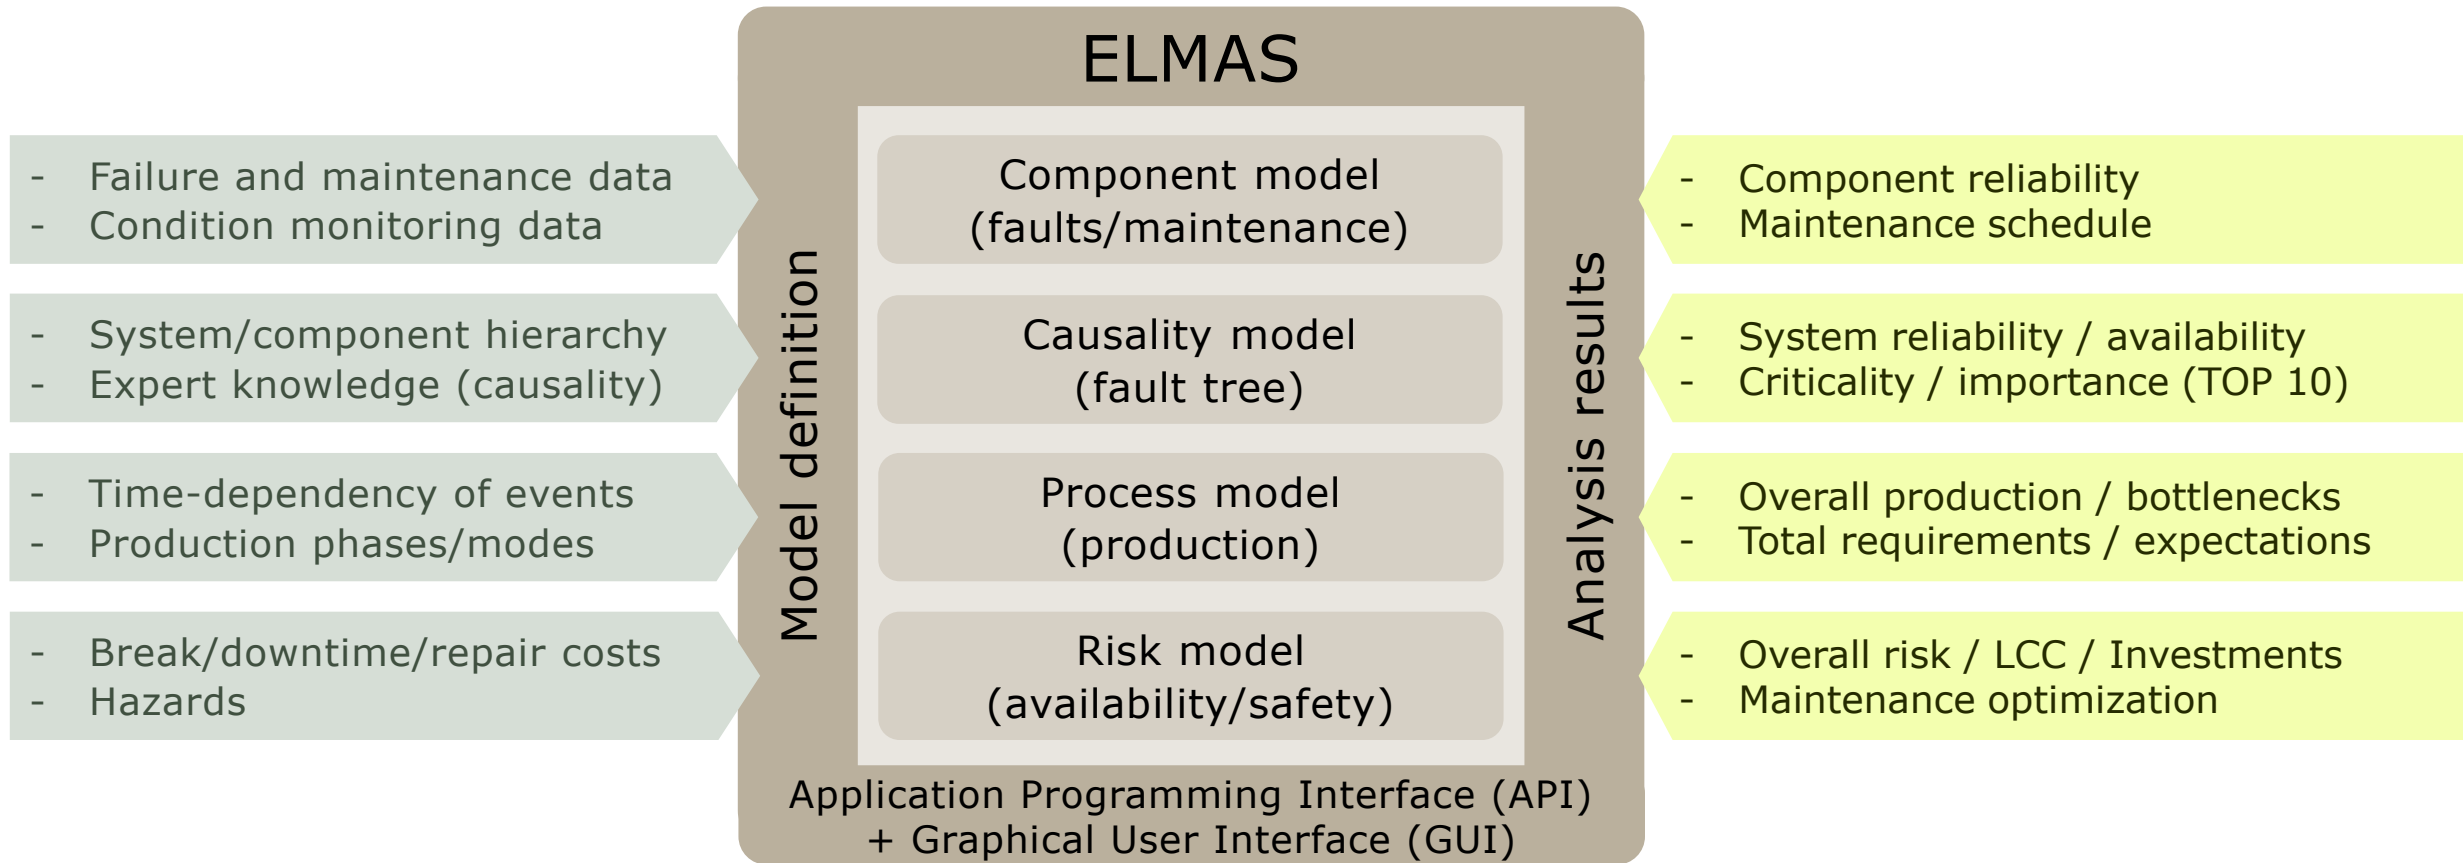 ELMAS
- Failure and maintenance data
- Condition monitoring data
- System/component hierarchy
- Expert knowledge (causality)
- Time-dependency of events
- Production phases/modes
- Break/downtime/repair costs
- Hazards
Model definition
Component model
(faults/maintenance)
Causality model
(fault tree)
Process model
(production)
Risk model
(availability/safety)
Analysis results
- Component reliability
- Maintenance schedule
- System reliability / availability
- Criticality / importance (TOP 10)
- Overall production / bottlenecks
- Total requirements / expectations
- Overall risk / LCC / Investments
- Maintenance optimization
Application Programming Interface (API)
+ Graphical User Interface (GUI)